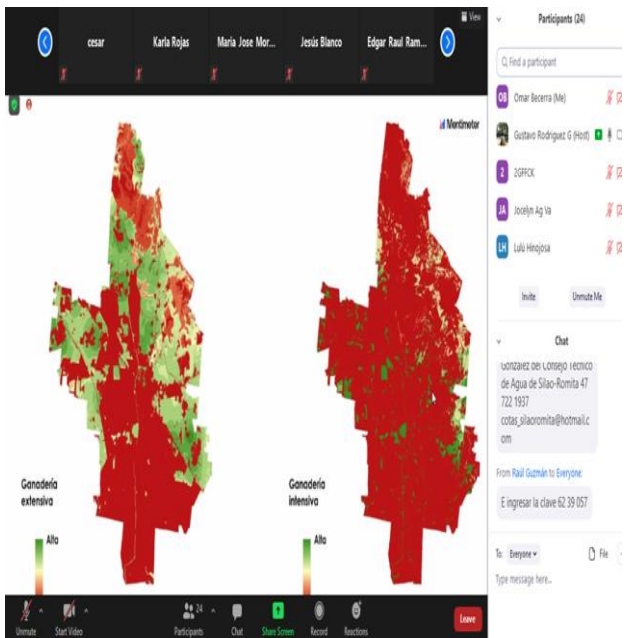 View
cesar
Karla Rojas
Maria Jose Mor...
Jesús Blanco
Edgar Raul Ram...
Mentimeter
Ganadería
extensiva
Alta
Ganadería
intensiva
Alta
Unmute
Start Video
24
Participants
Chat
Share Screen
Record
Reactions
Leave
Participants (24)
Find a participant
OB Omar Becerra (Me)
Gustavo Rodriguez G (Host)
2 2GFFCK
JA Jocelyn Ag Va
LH Lulú Hinojosa
Invite
Unmute Me
Chat
González del Consejo Técnico
de Agua de Silao-Romita 47
722 1937
cotas_silaoromita@hotmail.c
om
From Raúl Guzmán to Everyone:
E ingresar la clave 62 39 057
To: Everyone
File
Type message here...